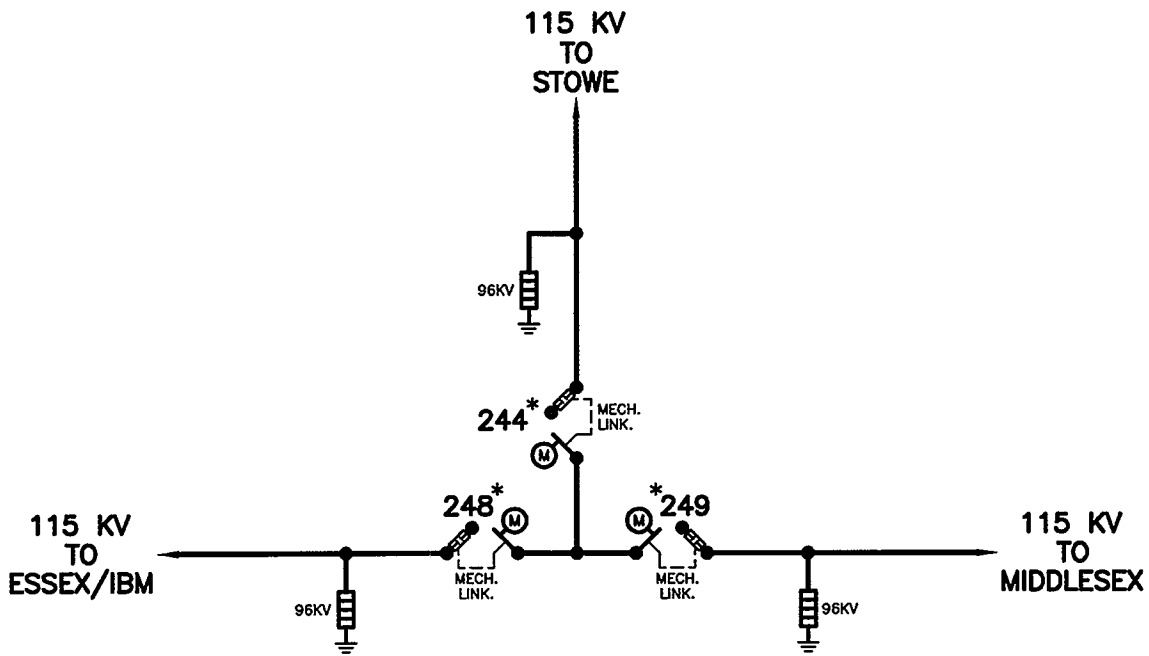 115 KV
TO
STOWE
96KV
244*
MECH.
LINK.
M
248*
M
M
*249
115 KV
TO
ESSEX/IBM
MECH.
LINK.
MECH.
LINK.
115 KV
TO
MIDDLESEX
96KV
96KV